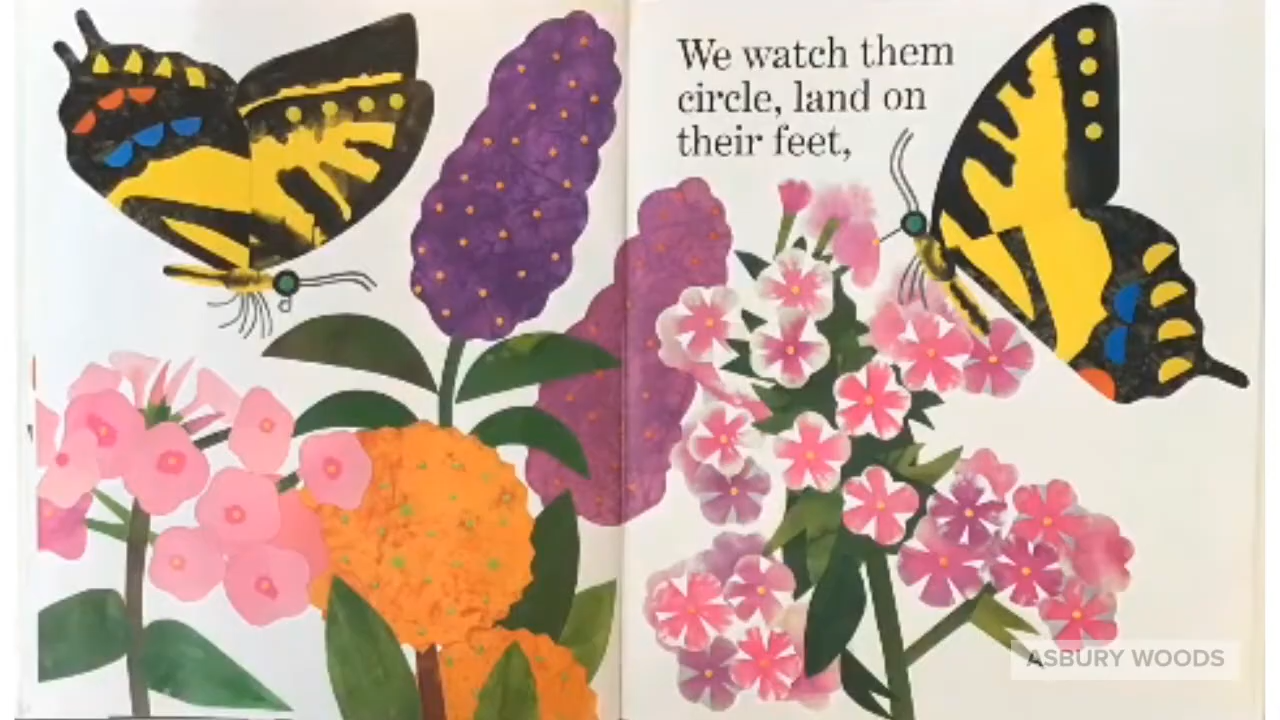 We watch them
circle, land on
their feet,
ASBURY WOODS